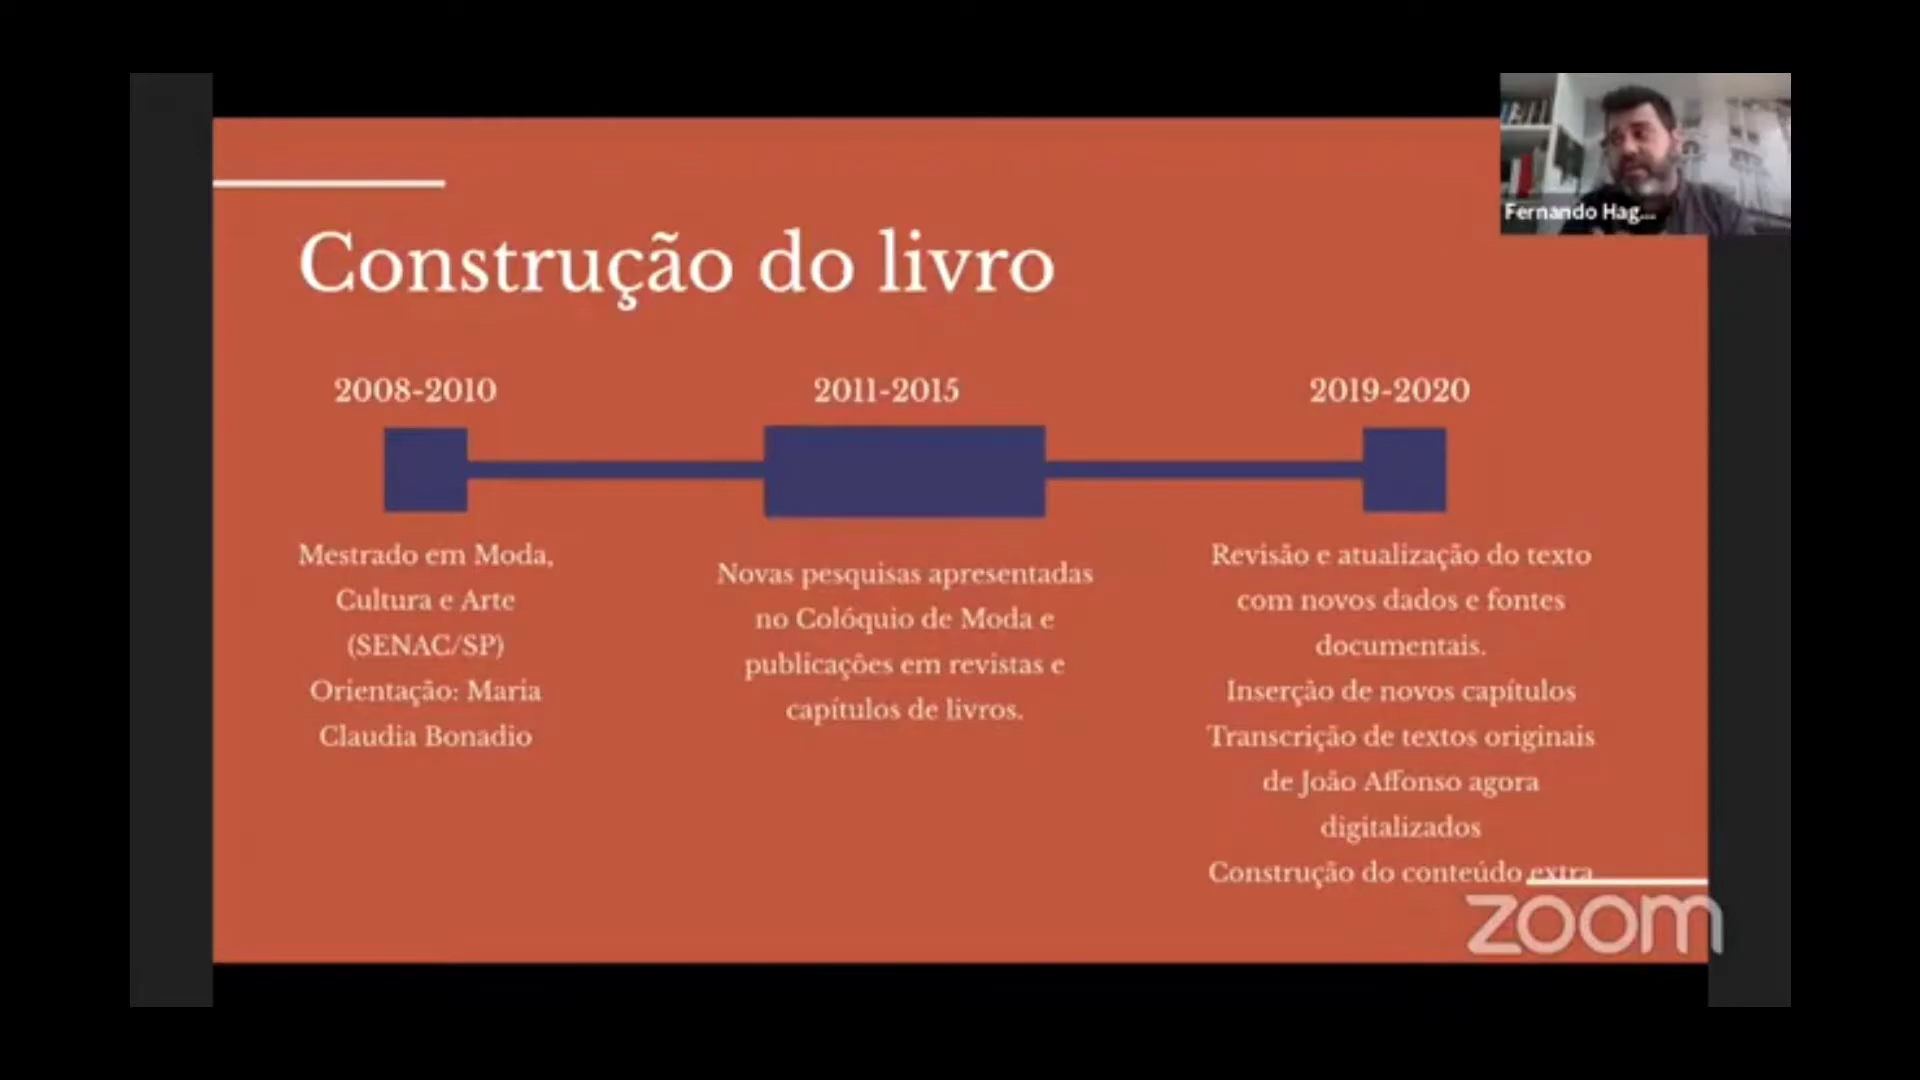 Fernando Hag...
Construção do livro
2008-2010
2011-2015
2019-2020
Mestrado em Moda,
Cultura e Arte
(SENAC/SP)
Orientação: Maria
Claudia Bonadio
Novas pesquisas apresentadas
no Colóquio de Moda e
publicações em revistas e
capítulos de livros.
Revisão e atualização do texto
com novos dados e fontes
documentais.
Inserção de novos capítulos
Transcrição de textos originais
de João Affonso agora
digitalizados
Construção do conteúdo extra
zoom